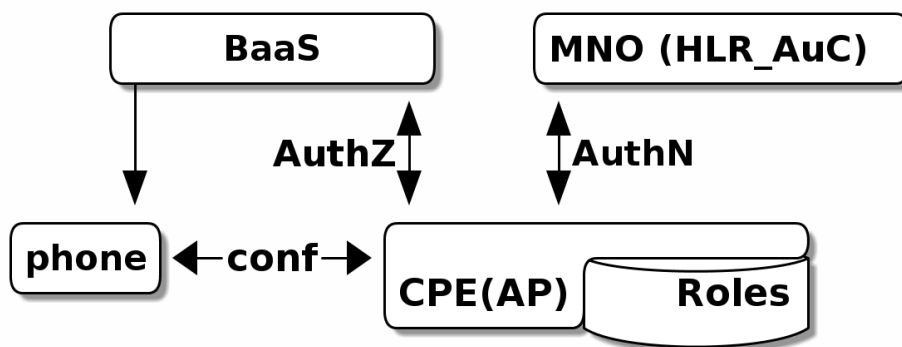 BaaS
MNO (HLR_AuC)
AuthZ
AuthN
phone
conf
CPE(AP)
Roles